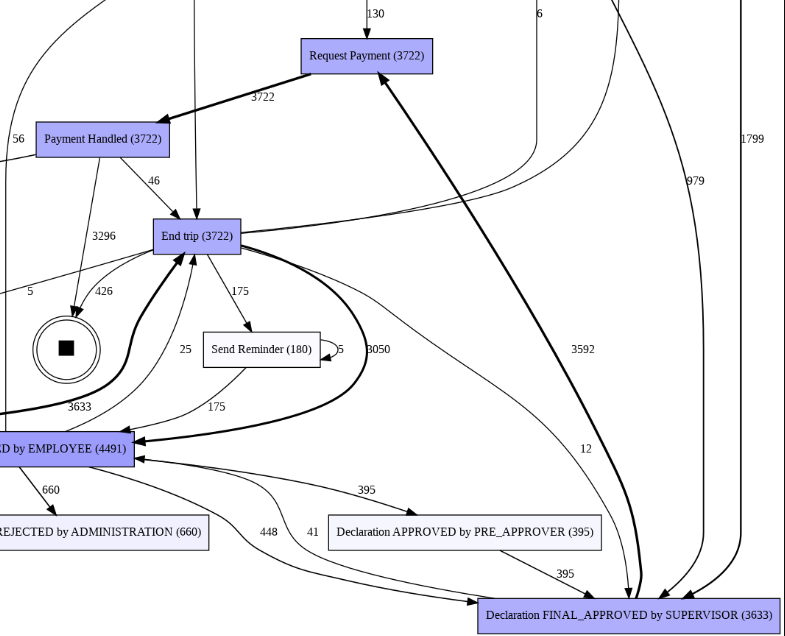 130
6
Request Payment (3722)
3722
56
Payment Handled (3722)
1799
46
979
3296
End trip (3722)
5
426
175
25
Send Reminder (180)
5
3050
3592
3633
175
D by EMPLOYEE (4491)
12
660
395
REJECTED by ADMINISTRATION (660)
448
41
Declaration APPROVED by PRE_APPROVER (395)
395
Declaration FINAL_APPROVED by SUPERVISOR (3633)